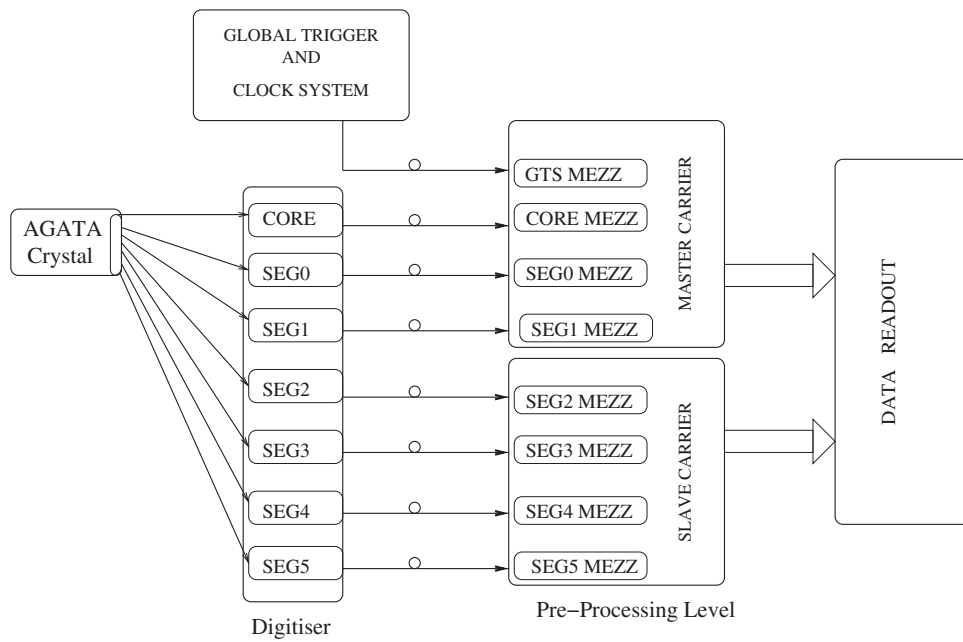 GLOBAL TRIGGER
AND
CLOCK SYSTEM
AGATA
Crystal
CORE
SEG0
SEG1
SEG2
SEG3
SEG4
SEG5
Digitiser
GTS MEZZ
CORE MEZZ
SEG0 MEZZ
SEG1 MEZZ
MASTER CARRIER
SEG2 MEZZ
SEG3 MEZZ
SEG4 MEZZ
SEG5 MEZZ
SLAVE CARRIER
Pre−Processing Level
DATA READOUT